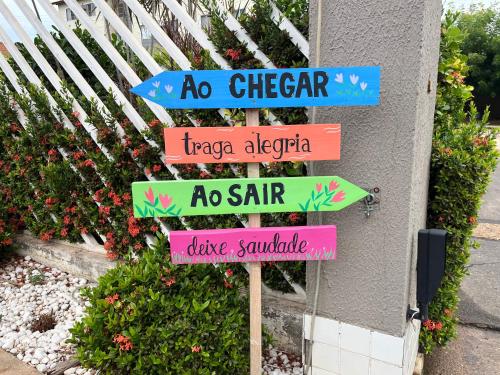 Ao CHEGAR
traga alegria
Ao SAIR
deixe saudade